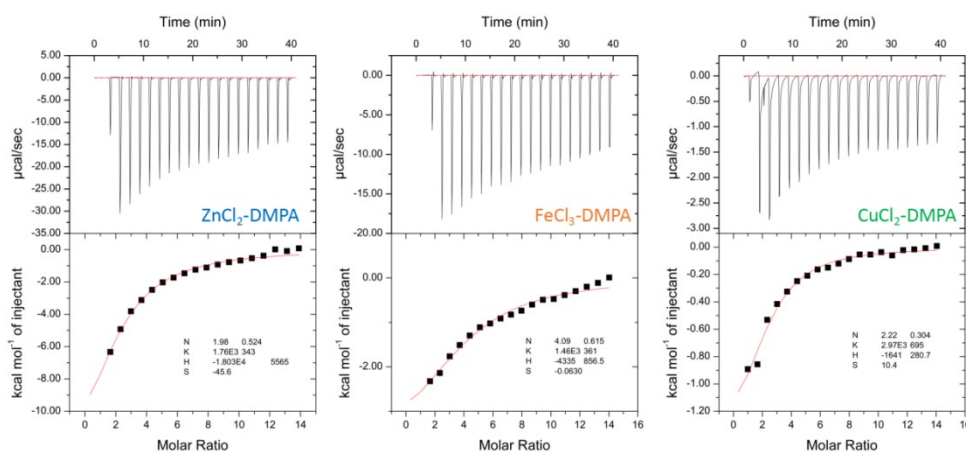 Time (min)
0 10 20 30 40
5.00
0.00
-5.00
-10.00
-15.00
-20.00
-25.00
-30.00
-35.00
µcal/sec
ZnCl2-DMPA
0.00
-2.00
-4.00
-6.00
-8.00
-10.00
kcal mol-1 of injectant
N 1.98 0.524
K 1.76E3 343
H -1.803E4 5565
S -45.6
0 2 4 6 8 10 12 14 16
Molar Ratio
Time (min)
0 10 20 30 40
0.00
-5.00
-10.00
-15.00
-20.00
µcal/sec
FeCl3-DMPA
0.00
-2.00
kcal mol-1 of injectant
N 4.09 0.615
K 1.46E3 361
H -4335 856.5
S -0.0630
0 2 4 6 8 10 12 14 16
Molar Ratio
Time (min)
0 10 20 30 40
0.00
-0.50
-1.00
-1.50
-2.00
-2.50
-3.00
µcal/sec
CuCl2-DMPA
0.00
-0.20
-0.40
-0.60
-0.80
-1.00
-1.20
kcal mol-1 of injectant
N 2.22 0.304
K 2.97E3 695
H -1641 280.7
S 10.4
0 2 4 6 8 10 12 14 16
Molar Ratio